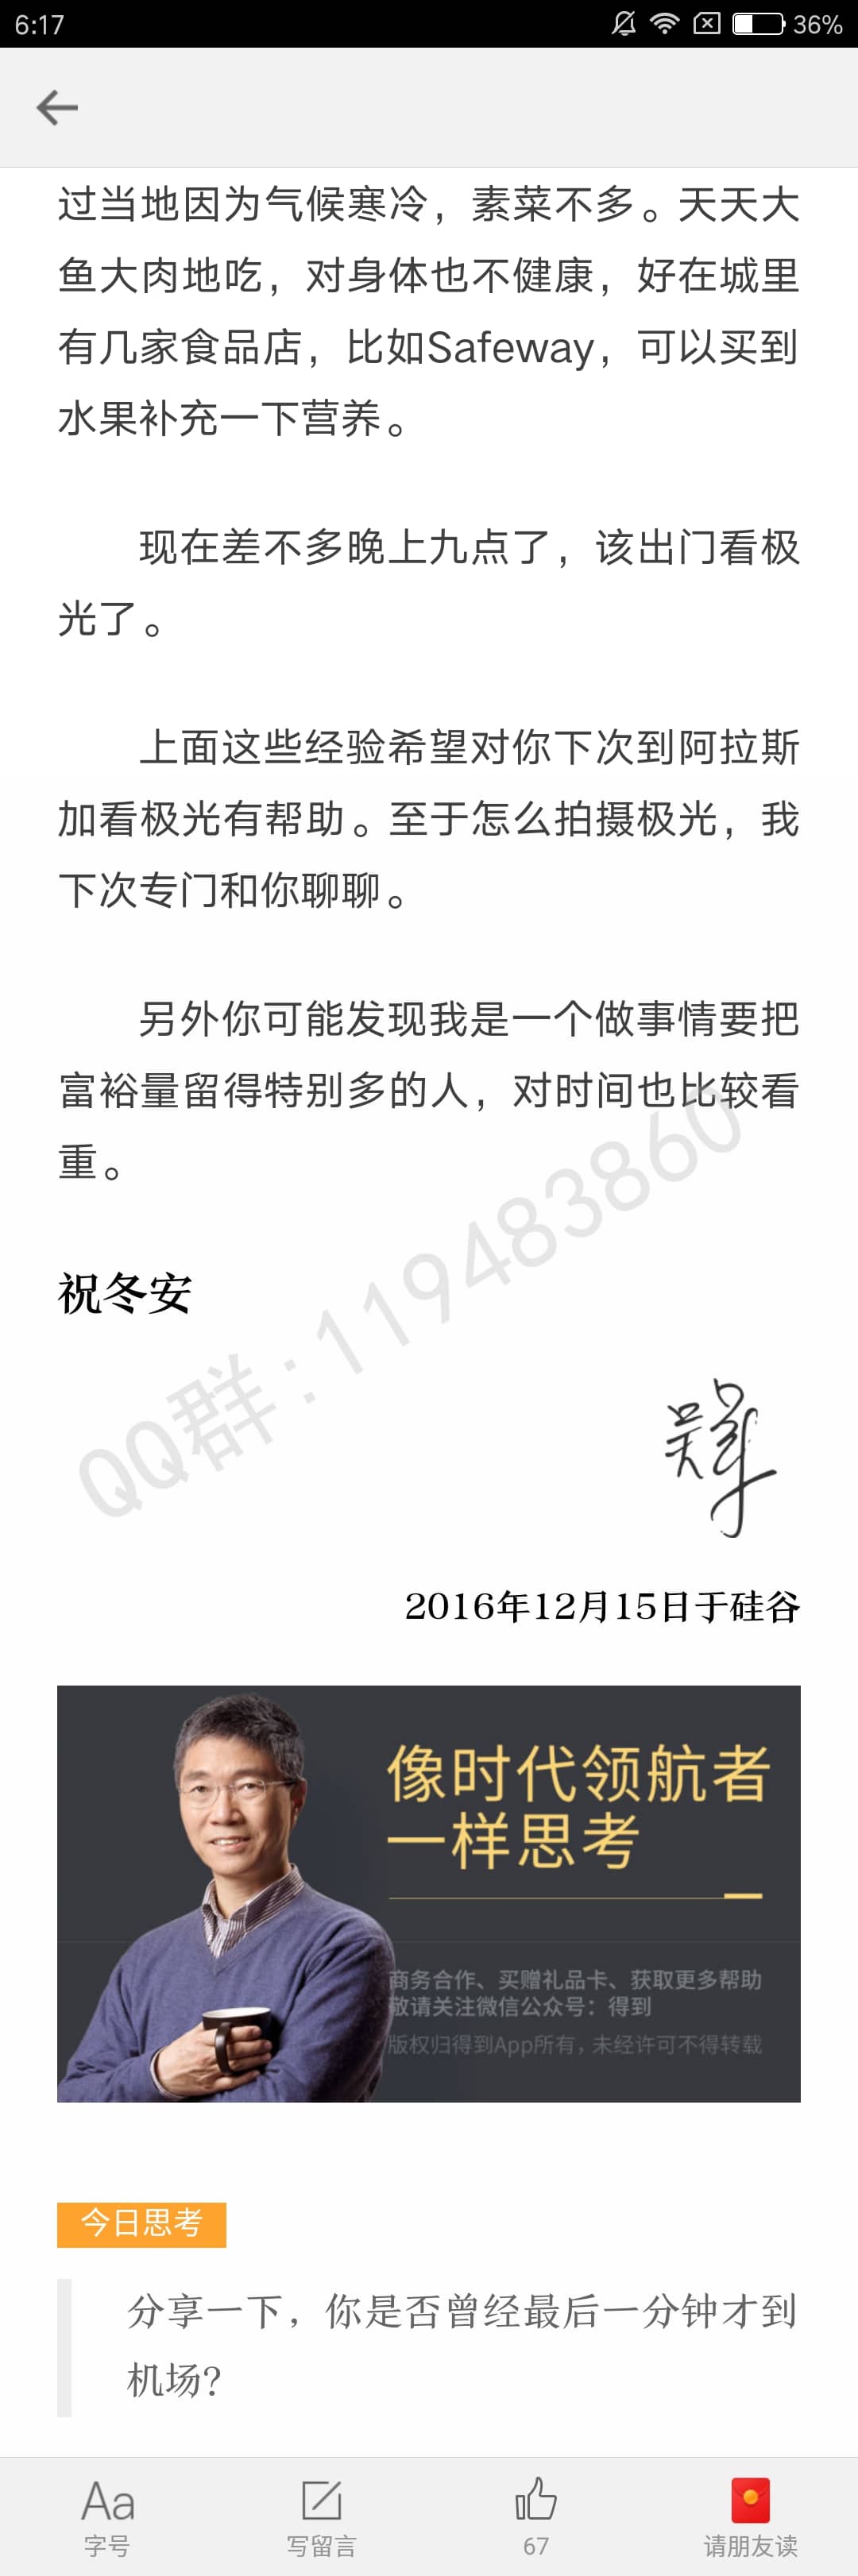 6:17
36%
过当地因为气候寒冷，素菜不多。天天大
鱼大肉地吃，对身体也不健康，好在城里
有几家食品店，比如Safeway，可以买到
水果补充一下营养。
现在差不多晚上九点了，该出门看极
光了。
上面这些经验希望对你下次到阿拉斯
加看极光有帮助。至于怎么拍摄极光，我
下次专门和你聊聊。
另外你可能发现我是一个做事情要把
富裕量留得特别多的人，对时间也比较看
重。
QQ群:119483860
祝冬安
2016年12月15日于硅谷
像时代领航者
一样思考
商务合作、买赠礼品卡、获取更多帮助
敬请关注微信公众号：得到
版权归得到App所有，未经许可不得转载
今日思考
分享一下，你是否曾经最后一分钟才到
机场？
Aa
字号
写留言
67
请朋友读